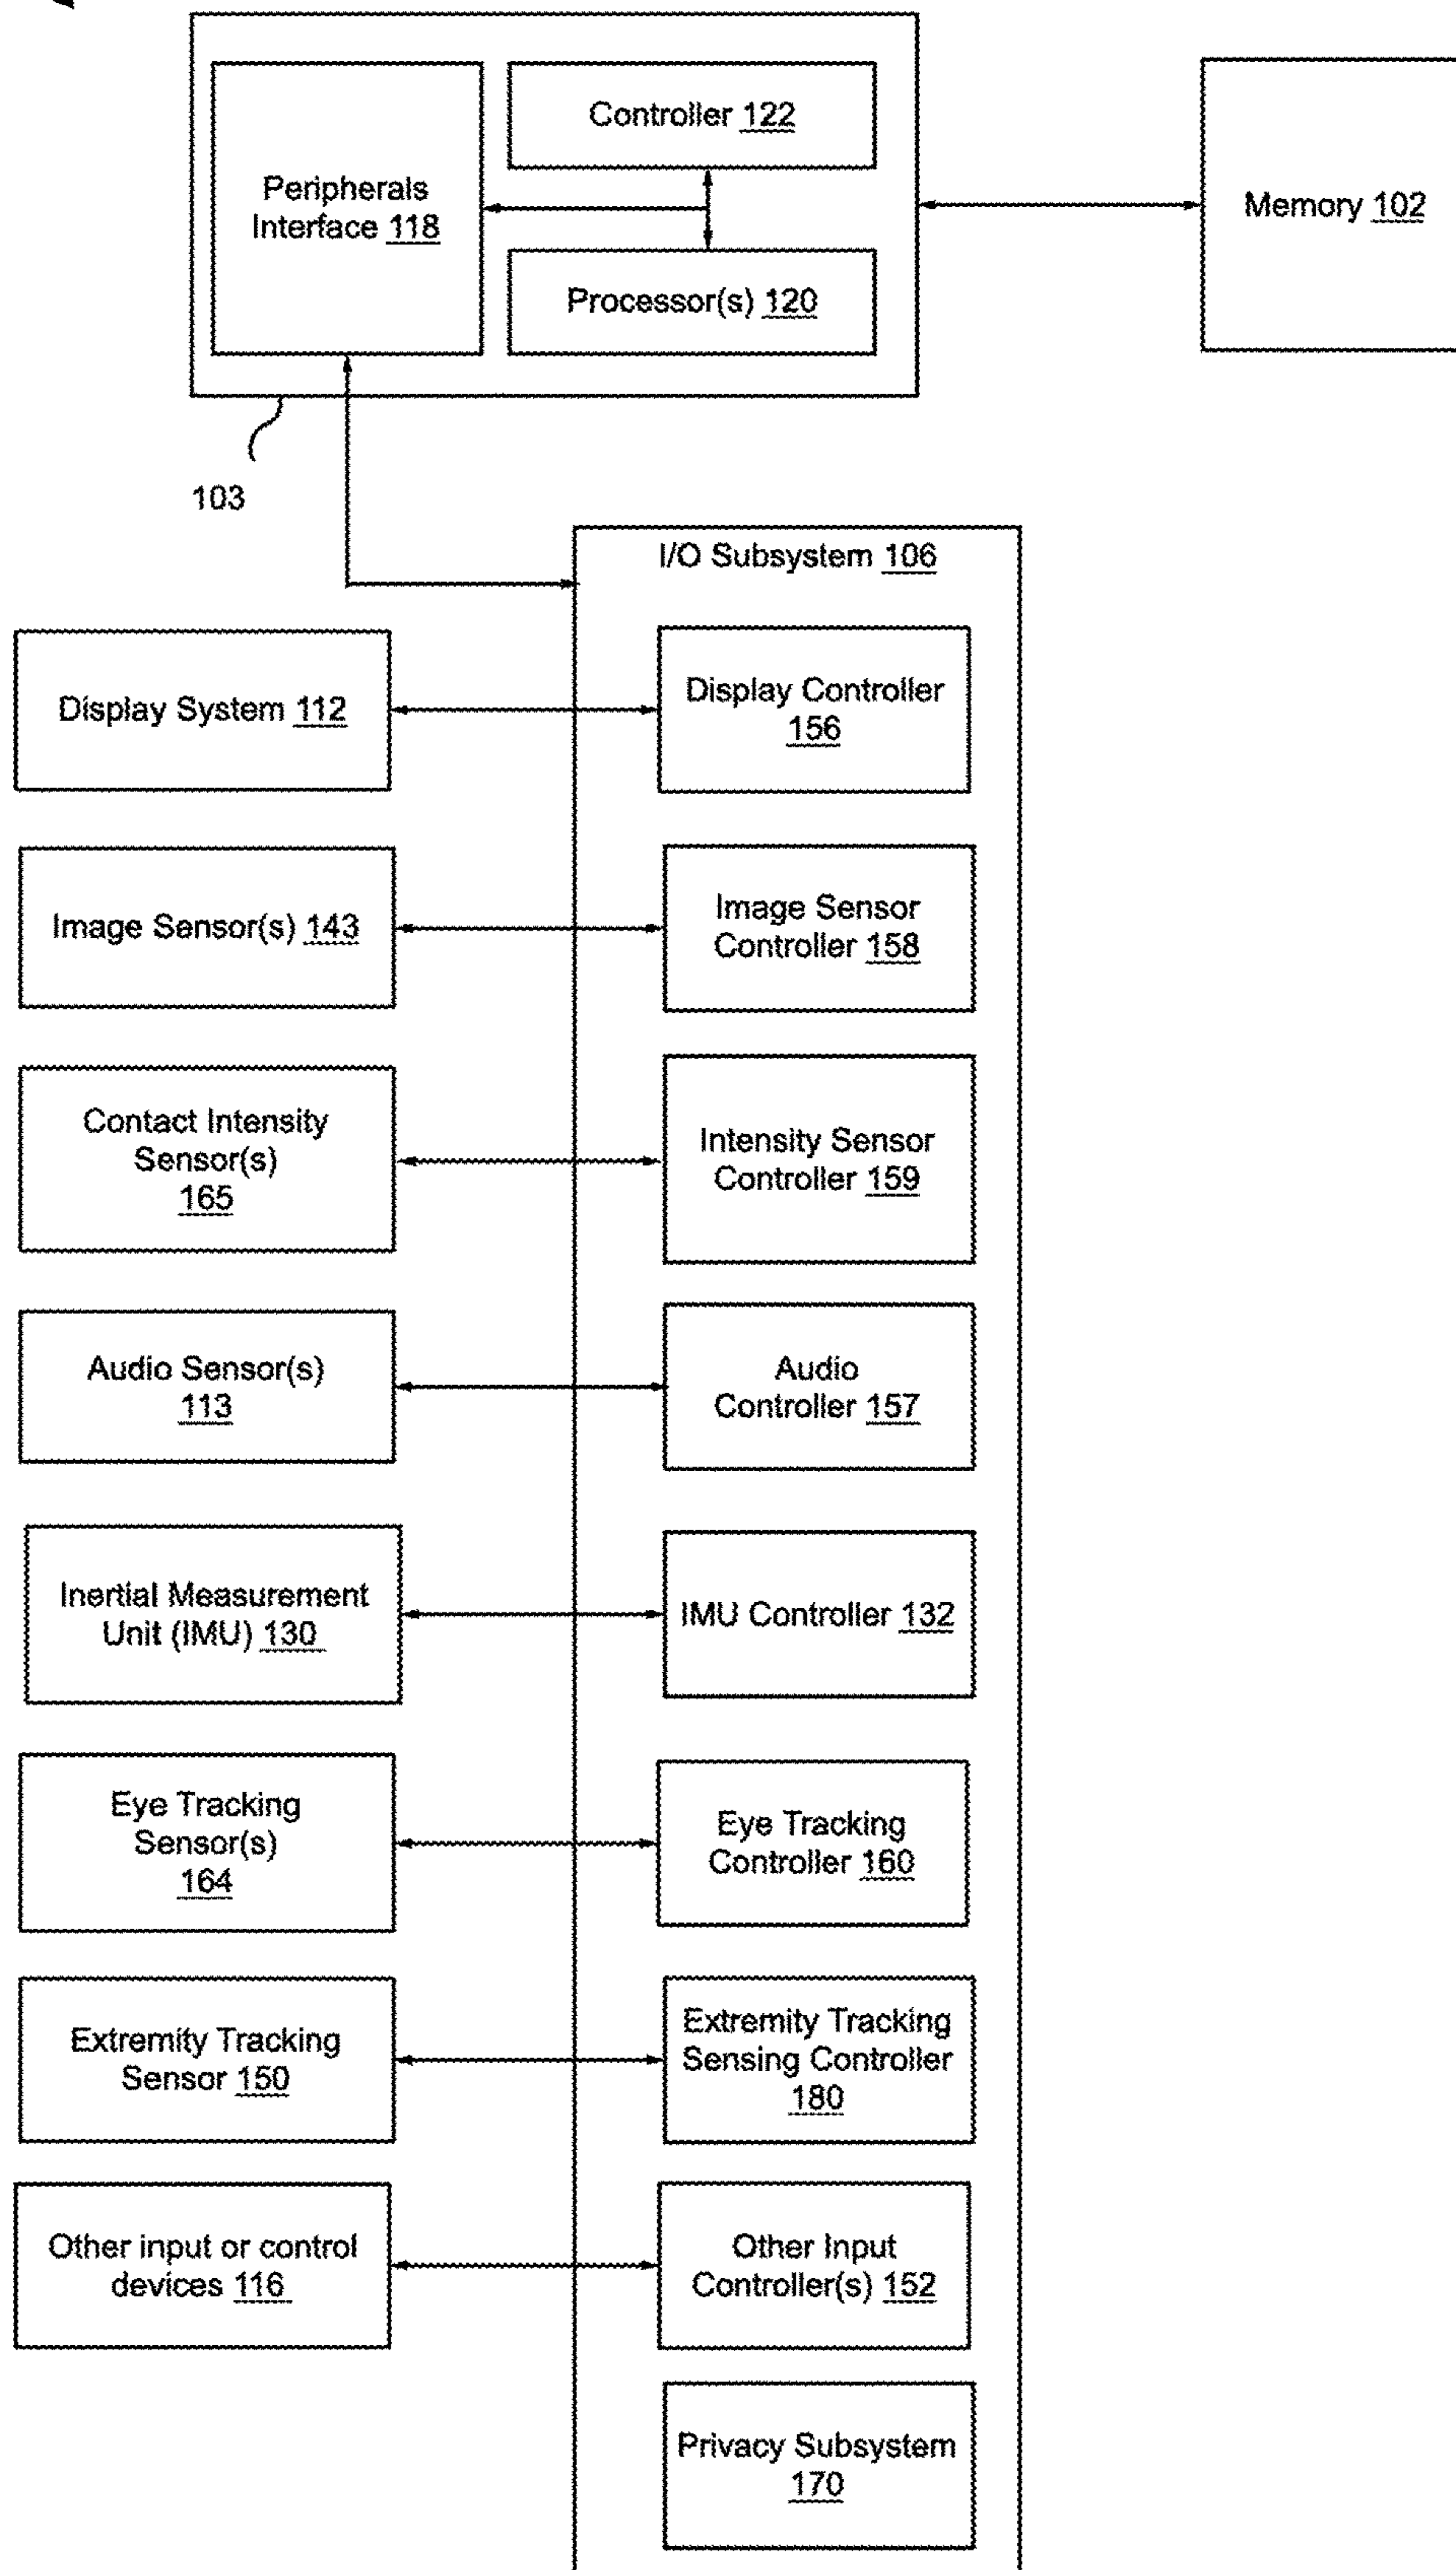 Controller 122
Peripherals
Interface 118
Memory 102
Processor(s) 120
103
I/O Subsystem 106
Display System 112
Display Controller
156
Image Sensor(s) 143
Image Sensor
Controller 158
Contact Intensity
Sensor(s)
165
Intensity Sensor
Controller 159
Audio Sensor(s)
113
Audio
Controller 157
Inertial Measurement
Unit (IMU) 130
IMU Controller 132
Eye Tracking
Sensor(s)
164
Eye Tracking
Controller 160
Extremity Tracking
Sensor 150
Extremity Tracking
Sensing Controller
180
Other input or control
devices 116
Other Input
Controller(s) 152
Privacy Subsystem
170